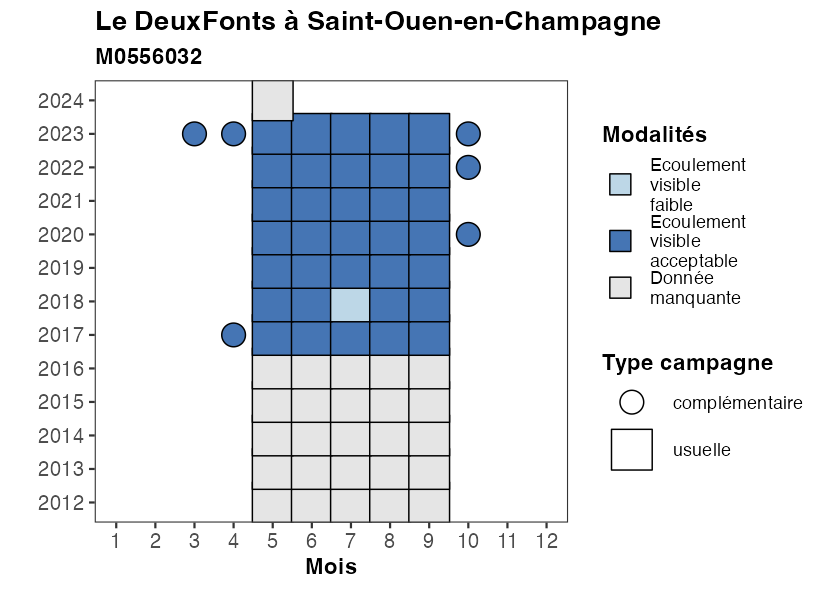 Le DeuxFonts à Saint-Ouen-en-Champagne
M0556032
2024
2023
2022
2021
2020
2019
2018
2017
2016
2015
2014
2013
2012
1 2 3 4 5 6 7 8 9 10 11 12
Mois
Modalités
Ecoulement
visible
faible
Ecoulement
visible
acceptable
Donnée
manquante
Type campagne
complémentaire
usuelle